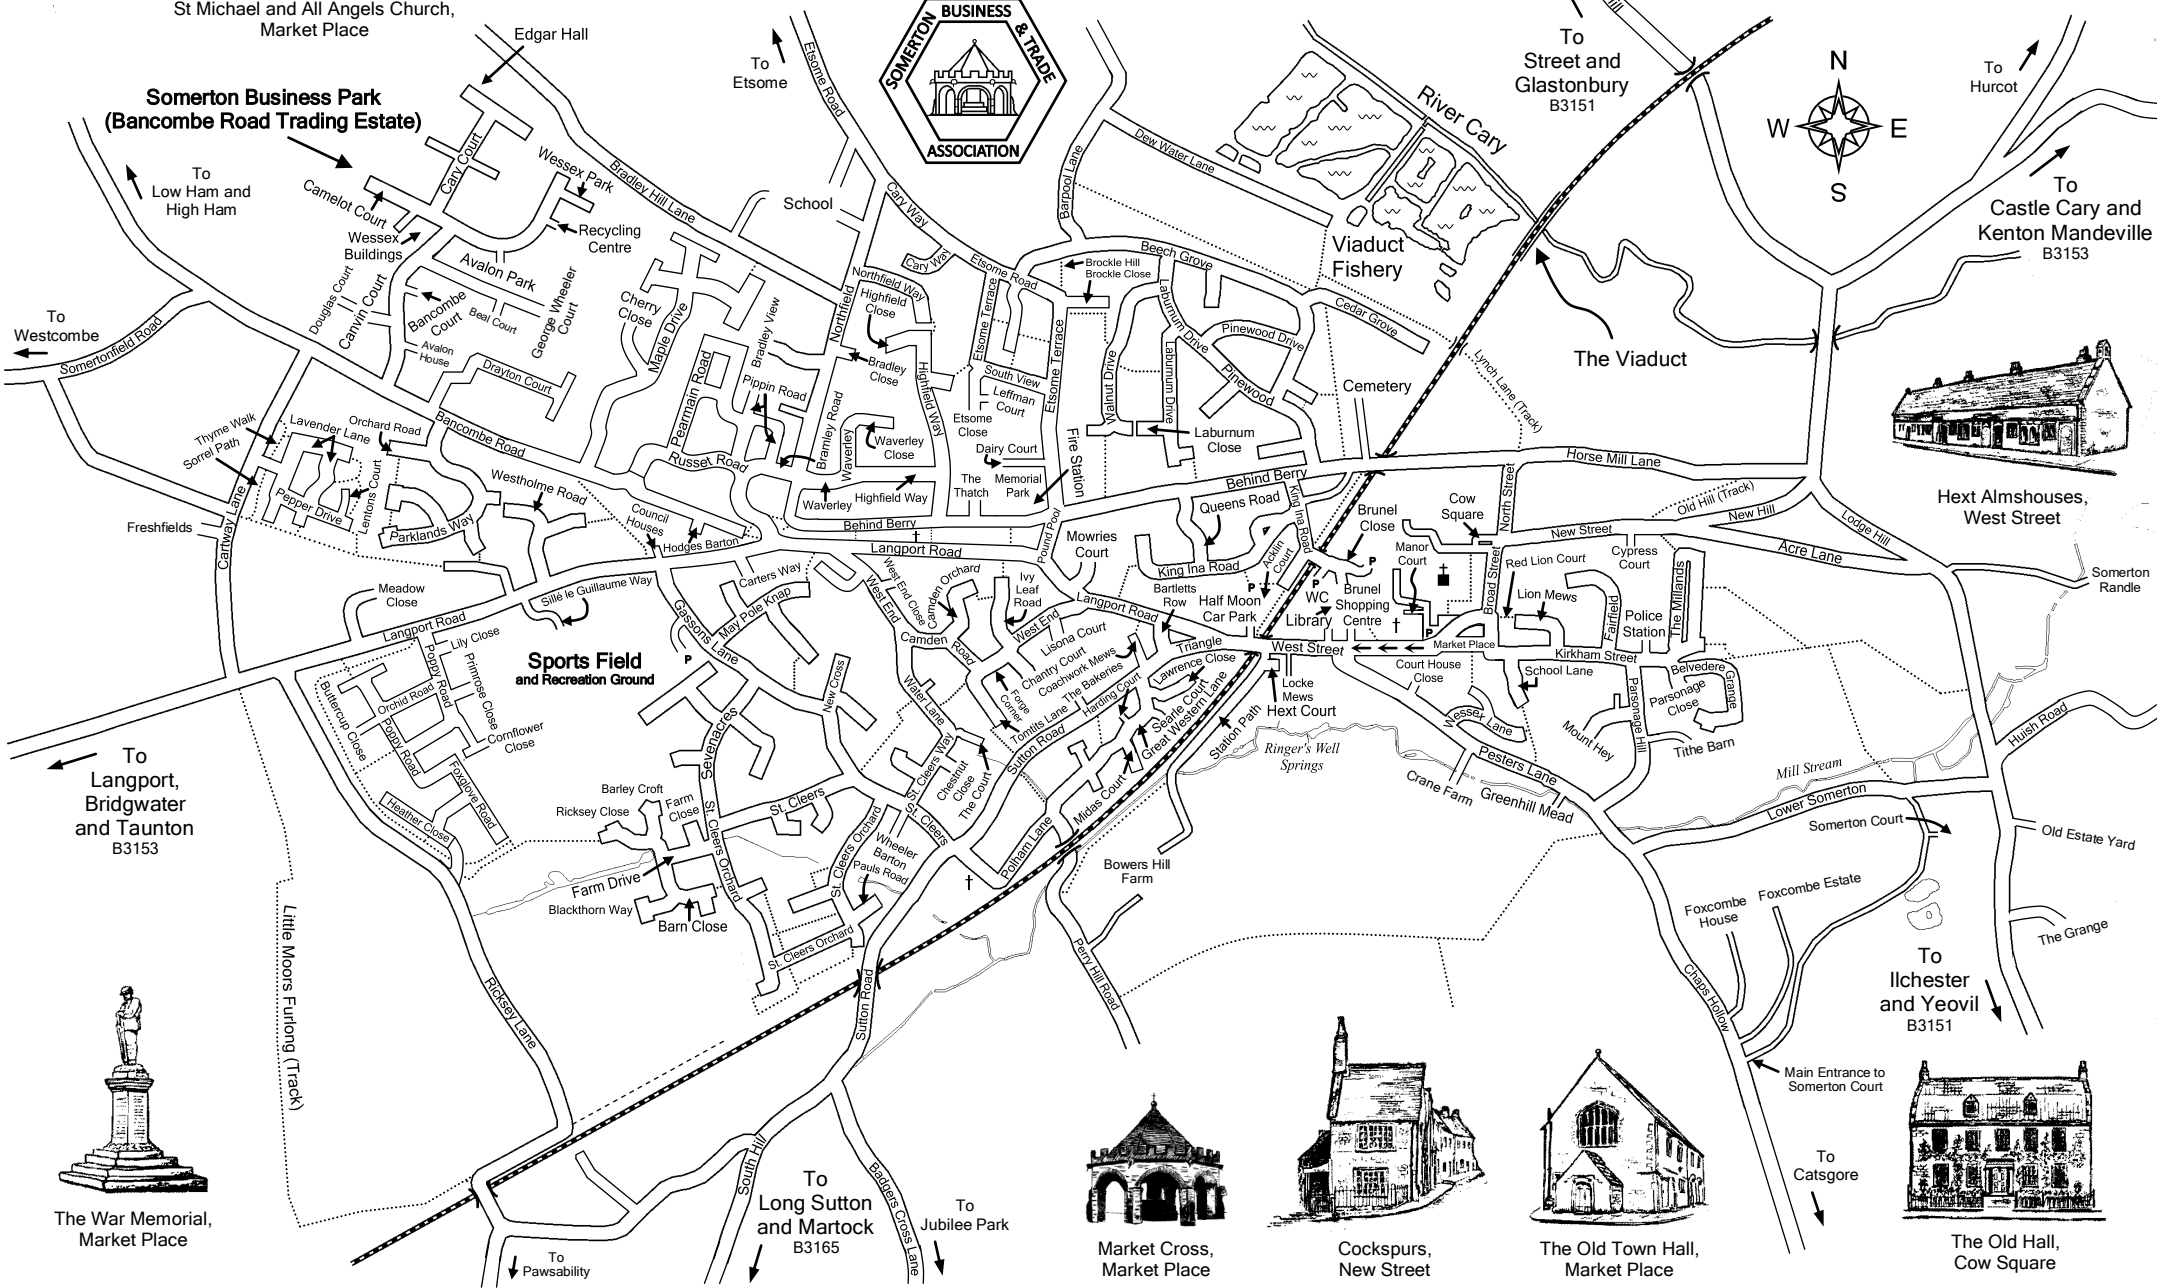 St Michael and All Angels Church,
Market Place
Edgar Hall
Somerton Business Park
(Bancombe Road Trading Estate)
To
Low Ham and
High Ham
To
Etsome
Etsome Road
SOMERTON
BUSINESS
& TRADE
ASSOCIATION
To
Street and
Glastonbury
B3151
N
W
E
S
To
Hurcot
To
Castle Cary and
Kenton Mandeville
B3153
River Cary
Viaduct
Fishery
The Viaduct
Dew Water Lane
Barpool Lane
Cary Court
Wessex Park
Camelot Court
Wessex
Buildings
Recycling
Centre
Avalon Park
Bradley Hill Lane
School
Cary Way
Cary Way
Etsome Road
Beech Grove
Brockle Hill
Brockle Close
Douglas Court
Canvin Court
Bancombe
Court
Beal Court
George Wheeler
Court
Avalon
House
Drayton Court
Cherry
Close
Maple Drive
Pearmain Road
Bradley View
Northfield
Northfield Way
Highfield
Close
Bradley
Close
Pippin Road
Bramley Road
Waverley
Waverley
Close
Waverley
Highfield Way
Highfield Way
Etsome Terrace
South View
Leffman
Court
Etsome
Close
Etsome Terrace
Dairy Court
The
Thatch
Memorial
Park
Fire Station
Laburnum Drive
Laburnum Drive
Walnut Drive
Laburnum
Close
Pinewood Drive
Pinewood
Cedar Grove
Cemetery
Lynch Lane (Track)
To
Westcombe
Somertonfield Road
Thyme Walk
Sorrel Path
Lavender Lane
Orchard Road
Pepper Drive
Lentons Court
Freshfields
Cartway Lane
Bancombe Road
Westholme Road
Parklands Way
Council
Houses
Hodges Barton
Russet Road
Behind Berry
Langport Road
Pound Pool
Behind Berry
Queens Road
King Ina Road
King Ina Road
Mowries
Court
Acklin
Court
Bartletts
Row
Half Moon
Car Park
P
P
P
P
P
WC
Library
Brunel
Close
Brunel
Shopping
Centre
Manor
Court
Cow
Square
North Street
Horse Mill Lane
New Street
Old Hill (Track)
New Hill
Acre Lane
Lodge Hill
Hext Almshouses,
West Street
Somerton
Randle
Broad Street
Red Lion Court
Lion Mews
Cypress
Court
Fairfield
Police
Station
The Millands
Market Place
Kirkham Street
School Lane
Belvedere
Grange
Parsonage
Close
Parsonage Hill
Tithe Barn
Mount Hey
West Street
Court House
Close
Wessex Lane
Pesters Lane
Crane Farm
Greenhill Mead
Locke
Mews
Hext Court
Station Path
Ringer's Well
Springs
Mill Stream
Lower Somerton
Huish Road
Somerton Court
Old Estate Yard
The Grange
Foxcombe
House
Foxcombe Estate
Chaps Hollow
Main Entrance to
Somerton Court
To
Ilchester
and Yeovil
B3151
To
Catsgore
Meadow
Close
Langport Road
Sillé le Guillaume Way
Gassons Lane
Carters Way
May Pole Knap
West End
West End Close
Camden Orchard
Camden Road
Ivy
Leaf
Road
West End
Langport Road
Lisona Court
Chantry Court
Coachwork Mews
The Bakeries
Harding Court
Tomtits Lane
Forge
Corner
Triangle
Lawrence Close
Searle Court
Great Western Lane
Sutton Road
Midas Court
Polham Lane
Water Lane
New Cross
Sports Field
and Recreation Ground
Lily Close
Poppy Road
Primrose Close
Orchid Road
Poppy Road
Buttercup Close
Cornflower
Close
Foxglove Road
Heather Close
To
Langport,
Bridgwater
and Taunton
B3153
Sevenacres
St. Cleers
St. Cleers Way
Chestnut
Close
The Court
St. Cleers
Barley Croft
Ricksey Close
Farm
Close
St. Cleers Orchard
St. Cleers Orchard
St. Cleers Orchard
Wheeler
Barton
Pauls Road
Farm Drive
Blackthorn Way
Barn Close
Little Moors Furlong (Track)
Ricksey Lane
Sutton Road
Bowers Hill
Farm
Perry Hill Road
South Hill
Badgers Cross Lane
To
Long Sutton
and Martock
B3165
To
Jubilee Park
To
Pawsability
The War Memorial,
Market Place
Market Cross,
Market Place
Cockspurs,
New Street
The Old Town Hall,
Market Place
The Old Hall,
Cow Square